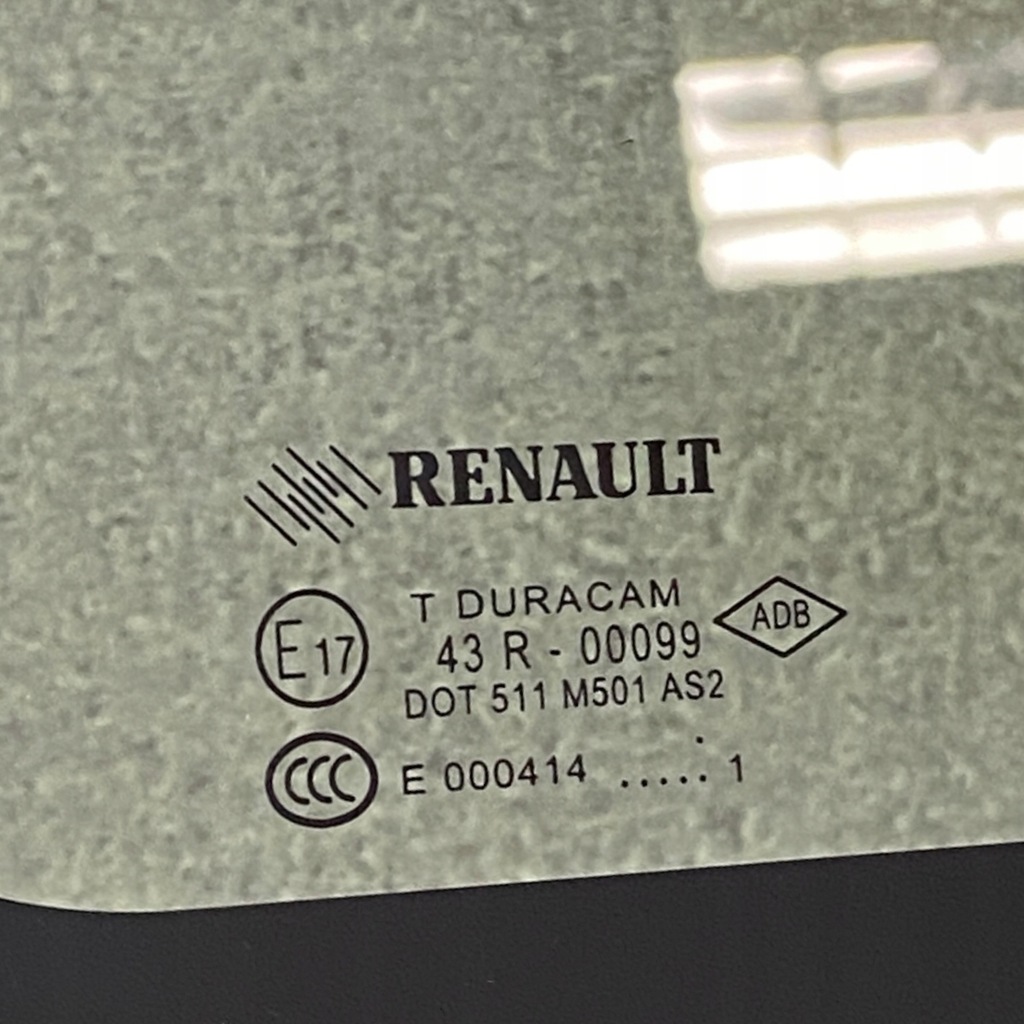 RENAULT
E17
T DURACAM
43 R - 00099
ADB
DOT 511 M501 AS2
CCC
E 000414 ..... 1